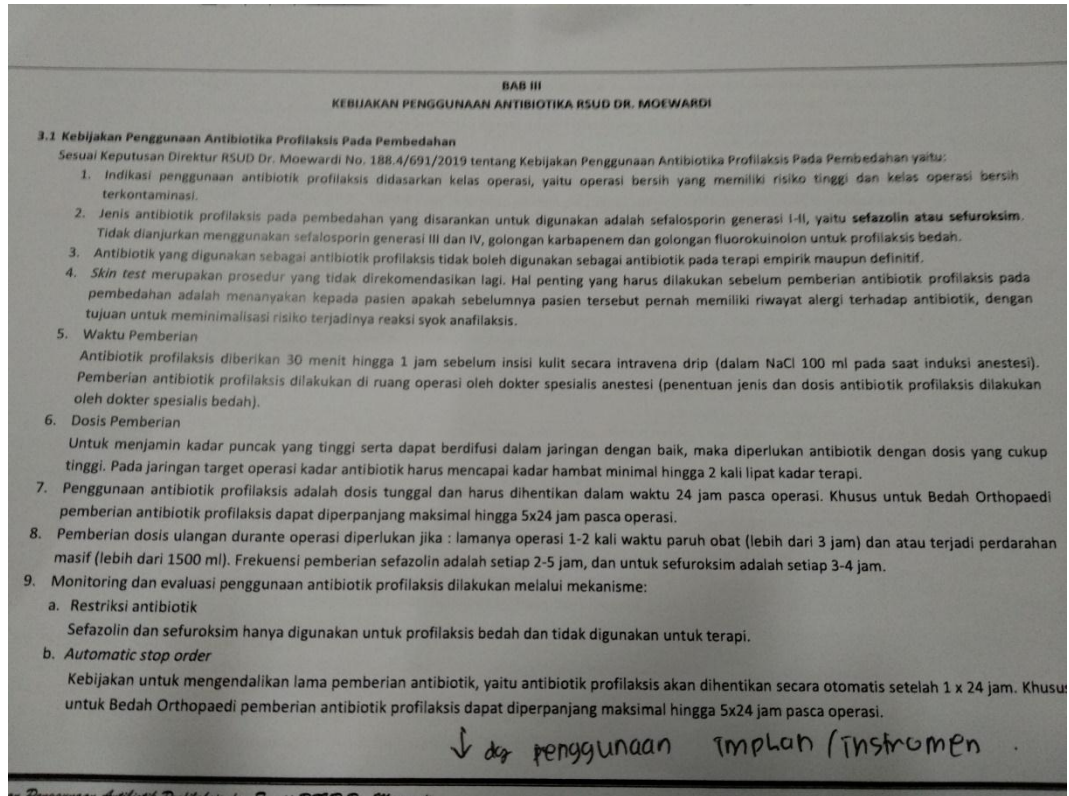 BAB III
KEBIJAKAN PENGGUNAAN ANTIBIOTIKA RSUD DR. MOEWARDI
3.1 Kebijakan Penggunaan Antibiotika Profilaksis Pada Pembedahan
Sesuai Keputusan Direktur RSUD Dr. Moewardi No. 188.4/691/2019 tentang Kebijakan Penggunaan Antibiotika Profilaksis Pada Pembedahan yaitu:
1. Indikasi penggunaan antibiotik profilaksis didasarkan kelas operasi, yaitu operasi bersih yang memiliki risiko tinggi dan kelas operasi bersih
terkontaminasi.
2. Jenis antibiotik profilaksis pada pembedahan yang disarankan untuk digunakan adalah sefalosporin generasi I-II, yaitu sefazolin atau sefuroksim.
Tidak dianjurkan menggunakan sefalosporin generasi III dan IV, golongan karbapenem dan golongan fluorokuinolon untuk profilaksis bedah.
3. Antibiotik yang digunakan sebagai antibiotik profilaksis tidak boleh digunakan sebagai antibiotik pada terapi empirik maupun definitif.
4. Skin test merupakan prosedur yang tidak direkomendasikan lagi. Hal penting yang harus dilakukan sebelum pemberian antibiotik profilaksis pada
pembedahan adalah menanyakan kepada pasien apakah sebelumnya pasien tersebut pernah memiliki riwayat alergi terhadap antibiotik, dengan
tujuan untuk meminimalisasi risiko terjadinya reaksi syok anafilaksis.
5. Waktu Pemberian
Antibiotik profilaksis diberikan 30 menit hingga 1 jam sebelum insisi kulit secara intravena drip (dalam NaCl 100 ml pada saat induksi anestesi).
Pemberian antibiotik profilaksis dilakukan di ruang operasi oleh dokter spesialis anestesi (penentuan jenis dan dosis antibiotik profilaksis dilakukan
oleh dokter spesialis bedah).
6. Dosis Pemberian
Untuk menjamin kadar puncak yang tinggi serta dapat berdifusi dalam jaringan dengan baik, maka diperlukan antibiotik dengan dosis yang cukup
tinggi. Pada jaringan target operasi kadar antibiotik harus mencapai kadar hambat minimal hingga 2 kali lipat kadar terapi.
7. Penggunaan antibiotik profilaksis adalah dosis tunggal dan harus dihentikan dalam waktu 24 jam pasca operasi. Khusus untuk Bedah Orthopaedi
pemberian antibiotik profilaksis dapat diperpanjang maksimal hingga 5x24 jam pasca operasi.
8. Pemberian dosis ulangan durante operasi diperlukan jika : lamanya operasi 1-2 kali waktu paruh obat (lebih dari 3 jam) dan atau terjadi perdarahan
masif (lebih dari 1500 ml). Frekuensi pemberian sefazolin adalah setiap 2-5 jam, dan untuk sefuroksim adalah setiap 3-4 jam.
9. Monitoring dan evaluasi penggunaan antibiotik profilaksis dilakukan melalui mekanisme:
a. Restriksi antibiotik
Sefazolin dan sefuroksim hanya digunakan untuk profilaksis bedah dan tidak digunakan untuk terapi.
b. Automatic stop order
Kebijakan untuk mengendalikan lama pemberian antibiotik, yaitu antibiotik profilaksis akan dihentikan secara otomatis setelah 1 x 24 jam. Khusus
untuk Bedah Orthopaedi pemberian antibiotik profilaksis dapat diperpanjang maksimal hingga 5x24 jam pasca operasi.
↓ dg penggunaan implan / instrumen .